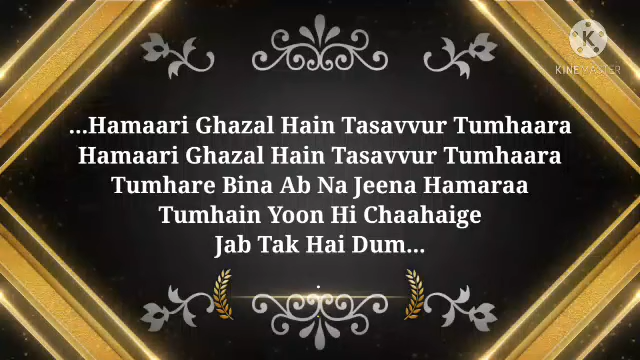 KINEMASTER
...Hamaari Ghazal Hain Tasavvur Tumhaara
Hamaari Ghazal Hain Tasavvur Tumhaara
Tumhare Bina Ab Na Jeena Hamaraa
Tumhain Yoon Hi Chaahaige
Jab Tak Hai Dum...
.